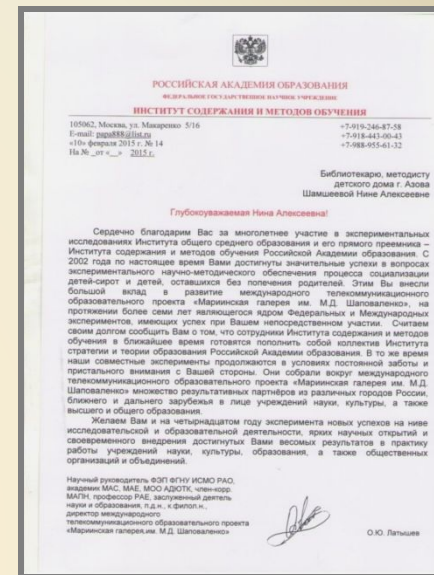 РОССИЙСКАЯ АКАДЕМИЯ ОБРАЗОВАНИЯ
ФЕДЕРАЛЬНОЕ ГОСУДАРСТВЕННОЕ НАУЧНОЕ УЧРЕЖДЕНИЕ
ИНСТИТУТ СОДЕРЖАНИЯ И МЕТОДОВ ОБУЧЕНИЯ
105062, Москва, ул. Макаренко 5/16
E-mail: papa888@list.ru
«10» февраля 2015 г. № 14
На № _от «__» 2015 г.
+7-919-246-87-58
+7-918-443-00-43
+7-988-955-61-32
Библиотекарю, методисту
детского дома г. Азова
Шамшеевой Нине Алексеевне
Глубокоуважаемая Нина Алексеевна!
Сердечно благодарим Вас за многолетнее участие в экспериментальных
исследованиях Института общего среднего образования и его прямого преемника –
Института содержания и методов обучения Российской Академии образования. С
2002 года по настоящее время Вами достигнуты значительные успехи в вопросах
экспериментального научно-методического обеспечения процесса социализации
детей-сирот и детей, оставшихся без попечения родителей. Этим Вы внесли
большой вклад в развитие международного телекоммуникационного
образовательного проекта «Мариинская галерея им. М.Д. Шаповаленко», на
протяжении более семи лет являющегося ядром Федеральных и Международных
экспериментов, имеющих успех при Вашем непосредственном участии. Считаем
своим долгом сообщить Вам о том, что сотрудники Института содержания и методов
обучения в ближайшее время готовятся пополнить собой коллектив Института
стратегии и теории образования Российской Академии образования. В то же время
наши совместные эксперименты продолжаются в условиях постоянной заботы и
пристального внимания с Вашей стороны. Они собрали вокруг международного
телекоммуникационного образовательного проекта «Мариинская галерея им. М.Д.
Шаповаленко» множество результативных партнёров из различных городов России,
ближнего и дальнего зарубежья в лице учреждений науки, культуры, а также
высшего и общего образования.
Желаем Вам и на четырнадцатом году эксперимента новых успехов на ниве
исследовательской и образовательной деятельности, ярких научных открытий и
своевременного внедрения достигнутых Вами весомых результатов в практику
работы учреждений науки, культуры, образования, а также общественных
организаций и объединений.
Научный руководитель ФЭП ФГНУ ИСМО РАО,
академик МАС, МАЕ, МОО АДЮТК, член-корр.
МАПН, профессор РАЕ, заслуженный деятель
науки и образования, п.д.н., к.филол.н.,
директор международного
телекоммуникационного образовательного проекта
«Мариинская галерея им. М.Д. Шаповаленко»
О.Ю. Латышев